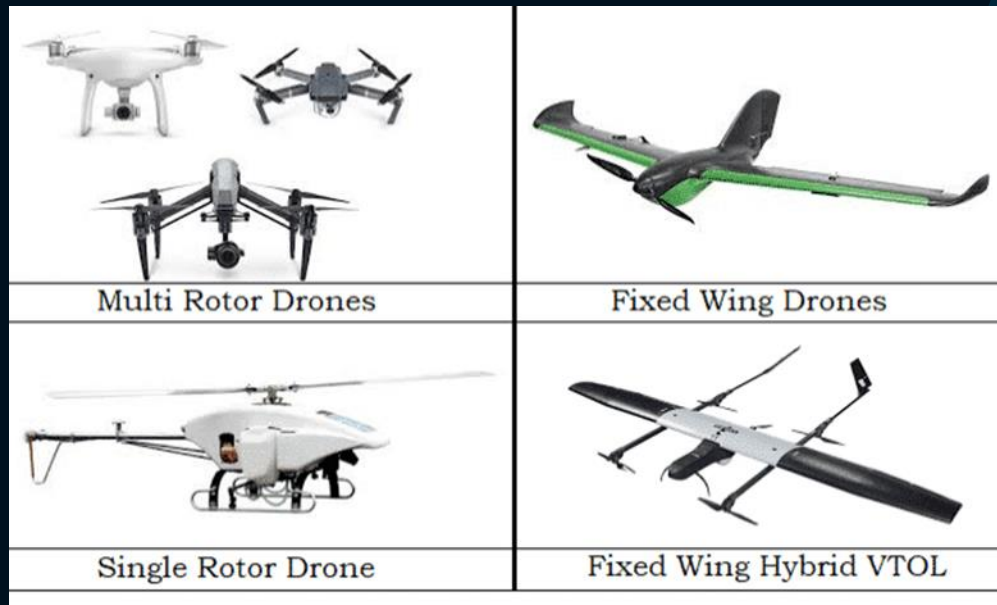 Multi Rotor Drones
Fixed Wing Drones
Single Rotor Drone
Fixed Wing Hybrid VTOL